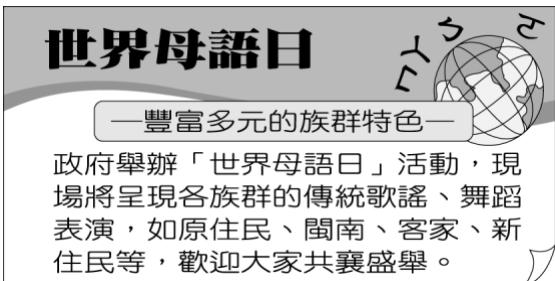 世界母語日
ㄅ
ㄜ
ㄟ
ㄈ
—豐富多元的族群特色—
政府舉辦「世界母語日」活動，現
場將呈現各族群的傳統歌謠、舞蹈
表演，如原住民、閩南、客家、新
住民等，歡迎大家共襄盛舉。